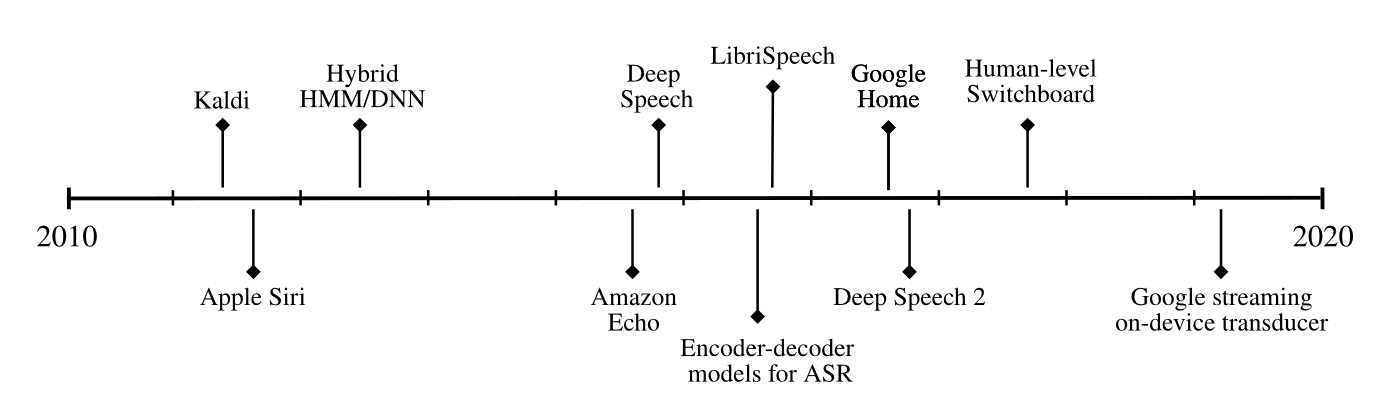 Kaldi
Hybrid
HMM/DNN
Deep
Speech
LibriSpeech
Google
Home
Human-level
Switchboard
2010
2020
Apple Siri
Amazon
Echo
Encoder-decoder
models for ASR
Deep Speech 2
Google streaming
on-device transducer